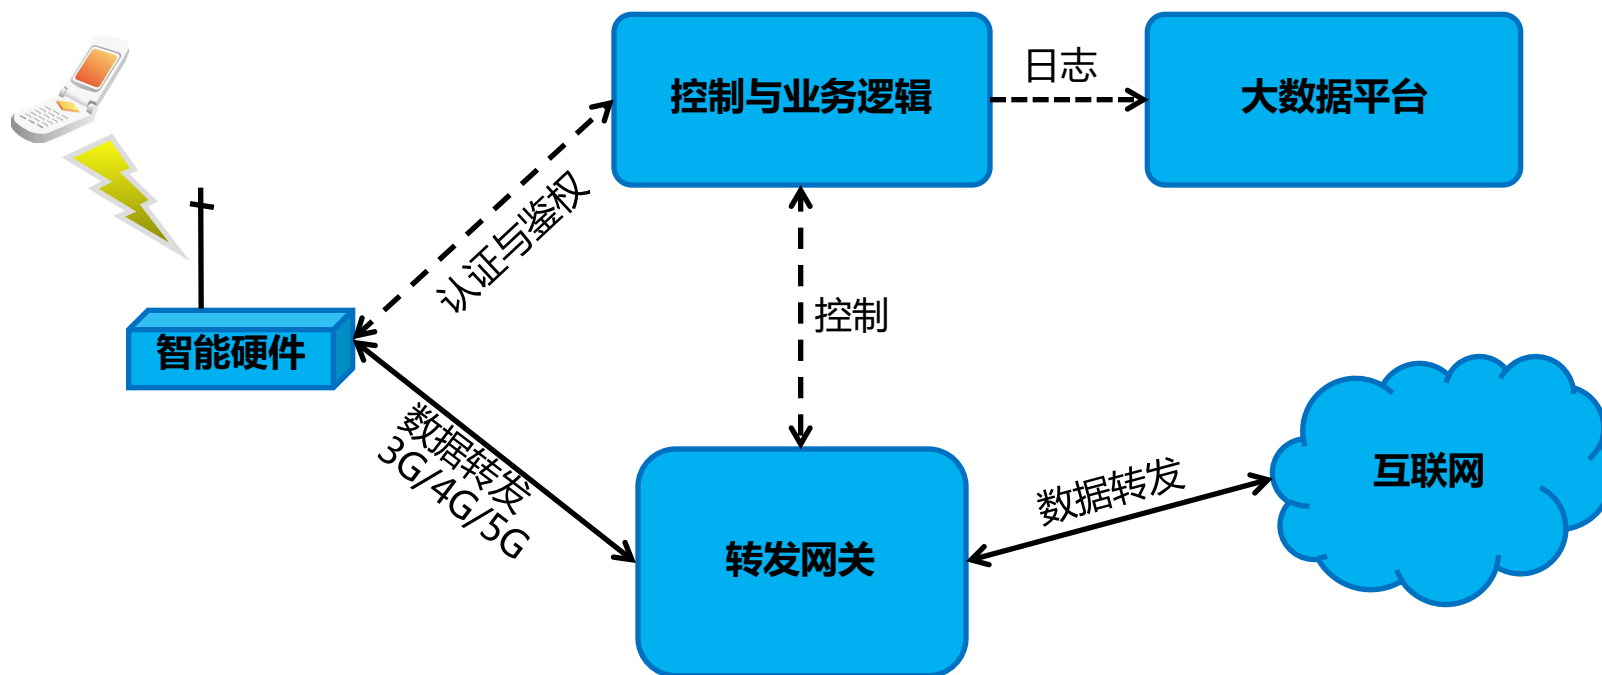 控制与业务逻辑
日志
大数据平台
认证与鉴权
控制
智能硬件
数据转发
3G/4G/5G
转发网关
数据转发
互联网